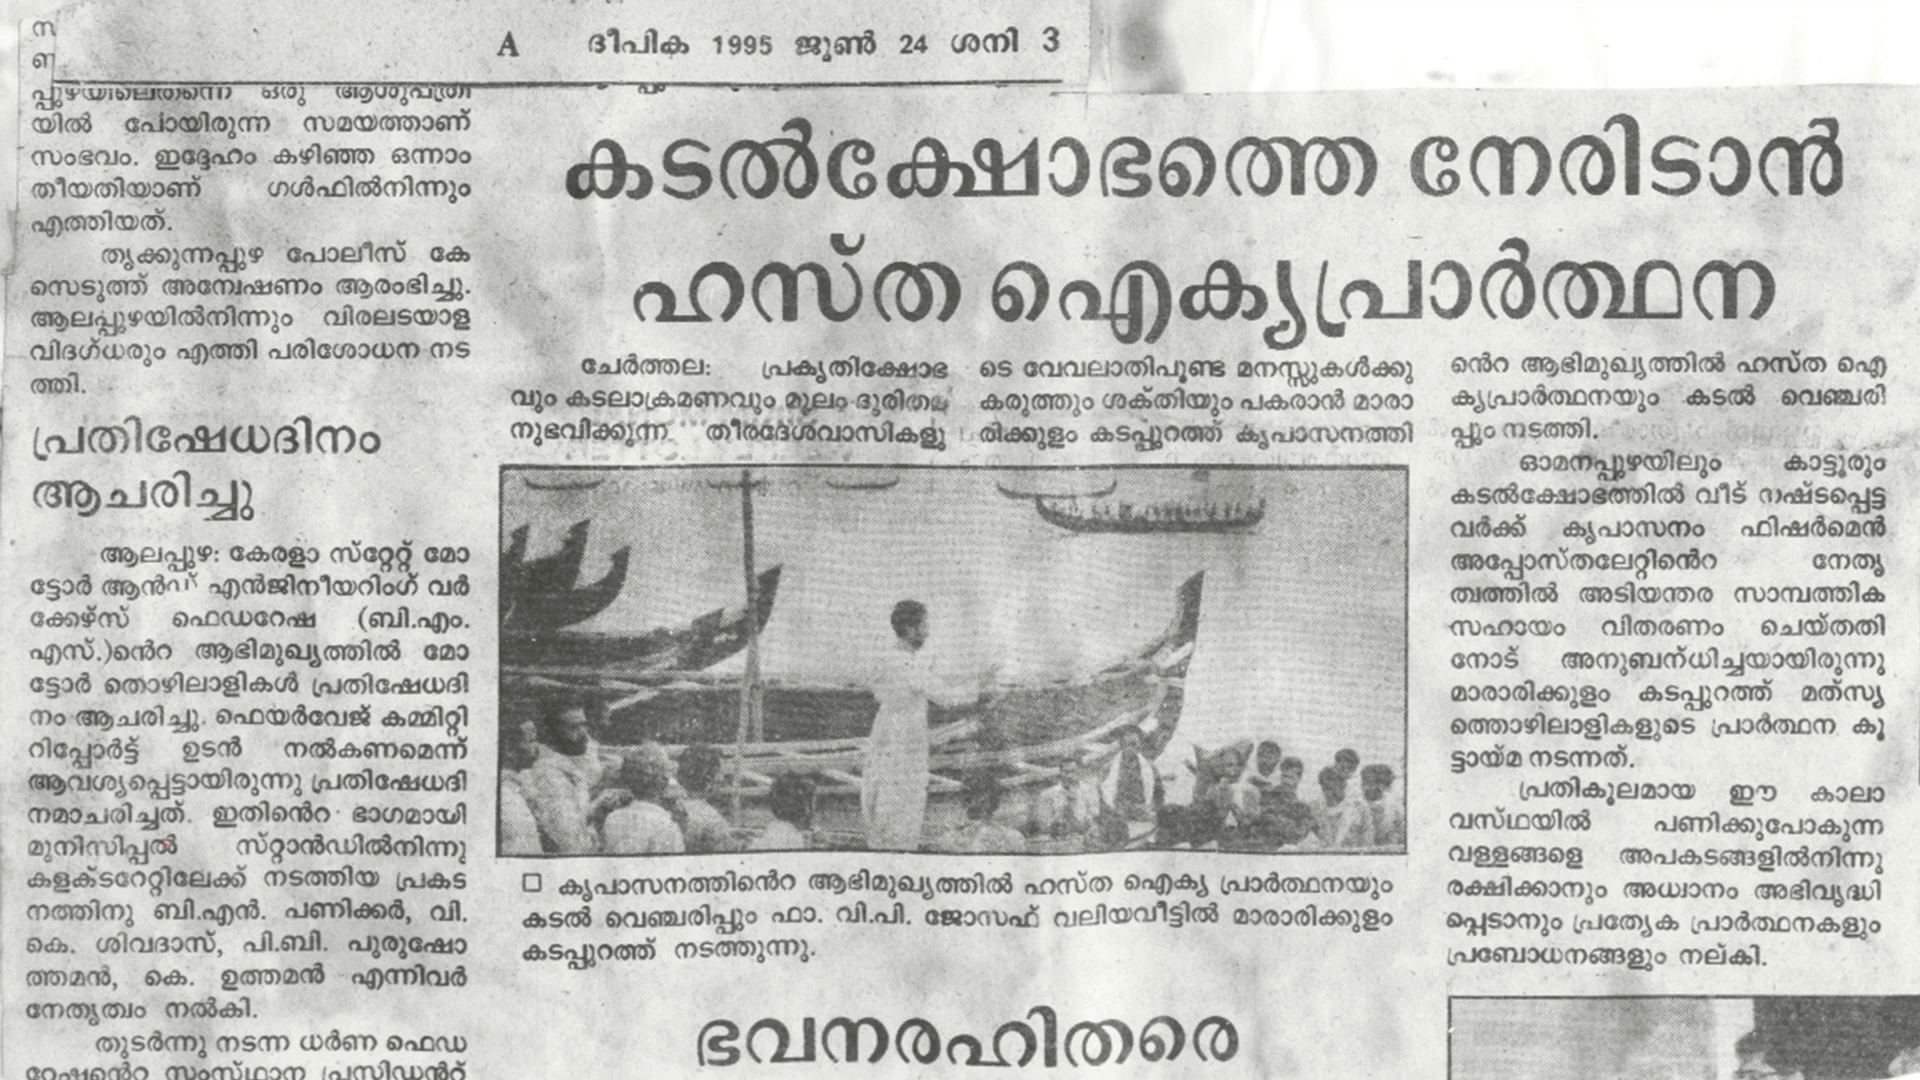 A ദീപിക 1995 ജൂൺ 24 ശനി 3
ഒരു ആശുപത്രി
യിൽ പോയിരുന്ന സമയത്താണ്
സംഭവം. ഇദ്ദേഹം കഴിഞ്ഞ ഒന്നാം
തീയതിയാണ് ഗൾഫിൽനിന്നും
എത്തിയത്.
തൃക്കുന്നപ്പുഴ പോലീസ് കേ
സെടുത്ത് അന്വേഷണം ആരംഭിച്ചു.
ആലപ്പുഴയിൽനിന്നും വിരലടയാള
വിദഗ്ധരും എത്തി പരിശോധന നട
ത്തി.
പ്രതിഷേധദിനം
ആചരിച്ചു
ആലപ്പുഴ: കേരളാ സ്റ്റേറ്റ് മോ
ട്ടോർ ആൻഡ് എൻജിനീയറിംഗ് വർ
ക്കേഴ്സ് ഫെഡറേഷ (ബി.എം.
എസ്.)ന്റെ ആഭിമുഖ്യത്തിൽ മോ
ട്ടോർ തൊഴിലാളികൾ പ്രതിഷേധദി
നം ആചരിച്ചു. ഫെയർവേജ് കമ്മിറ്റി
റിപ്പോർട്ട് ഉടൻ നൽകണമെന്ന്
ആവശ്യപ്പെട്ടായിരുന്നു പ്രതിഷേധദി
നമാചരിച്ചത്. ഇതിന്റെ ഭാഗമായി
മുനിസിപ്പൽ സ്റ്റാൻഡിൽനിന്നു
കളക്ടറേറ്റിലേക്ക് നടത്തിയ പ്രകട
നത്തിനു ബി.എൻ. പണിക്കർ, വി.
കെ. ശിവദാസ്, പി.ബി. പുരുഷോ
ത്തമൻ, കെ. ഉത്തമൻ എന്നിവർ
നേതൃത്വം നൽകി.
തുടർന്നു നടന്ന ധർണ ഫെഡ
റേഷന്റെ സംസ്ഥാന പ്രസിഡന്റ്
കടൽക്ഷോഭത്തെ നേരിടാൻ
ഹസ്ത ഐക്യപ്രാർത്ഥന
ചേർത്തല: പ്രകൃതിക്ഷോഭ
വും കടലാക്രമണവും മൂലം ദുരിതമ
നുഭവിക്കുന്ന തീരദേശവാസികളു
ടെ വേവലാതിപൂണ്ട മനസ്സുകൾക്കു
കരുത്തും ശക്തിയും പകരാൻ മാരാ
രിക്കുളം കടപ്പുറത്ത് കൃപാസനത്തി
ന്റെ ആഭിമുഖ്യത്തിൽ ഹസ്ത ഐ
ക്യപ്രാർത്ഥനയും കടൽ വെഞ്ചരി
പ്പും നടത്തി.
ഓമനപ്പുഴയിലും കാട്ടൂരും
കടൽക്ഷോഭത്തിൽ വീട് നഷ്ടപ്പെട്ട
വർക്ക് കൃപാസനം ഫിഷർമെൻ
അപ്പോസ്തലേറ്റിന്റെ നേതൃ
ത്വത്തിൽ അടിയന്തര സാമ്പത്തിക
സഹായം വിതരണം ചെയ്തതി
നോട് അനുബന്ധിച്ചയായിരുന്നു
മാരാരിക്കുളം കടപ്പുറത്ത് മത്സ്യ
ത്തൊഴിലാളികളുടെ പ്രാർത്ഥന കൂ
ട്ടായ്മ നടന്നത്.
പ്രതികൂലമായ ഈ കാലാ
വസ്ഥയിൽ പണിക്കുപോകുന്ന
വള്ളങ്ങളെ അപകടങ്ങളിൽനിന്നു
രക്ഷിക്കാനും അധ്വാനം അഭിവൃദ്ധി
പ്പെടാനും പ്രത്യേക പ്രാർത്ഥനകളും
പ്രബോധനങ്ങളും നല്കി.
□ കൃപാസനത്തിന്റെ ആഭിമുഖ്യത്തിൽ ഹസ്ത ഐക്യ പ്രാർത്ഥനയും
കടൽ വെഞ്ചരിപ്പും ഫാ. വി.പി. ജോസഫ് വലിയവീട്ടിൽ മാരാരിക്കുളം
കടപ്പുറത്ത് നടത്തുന്നു.
ഭവനരഹിതരെ